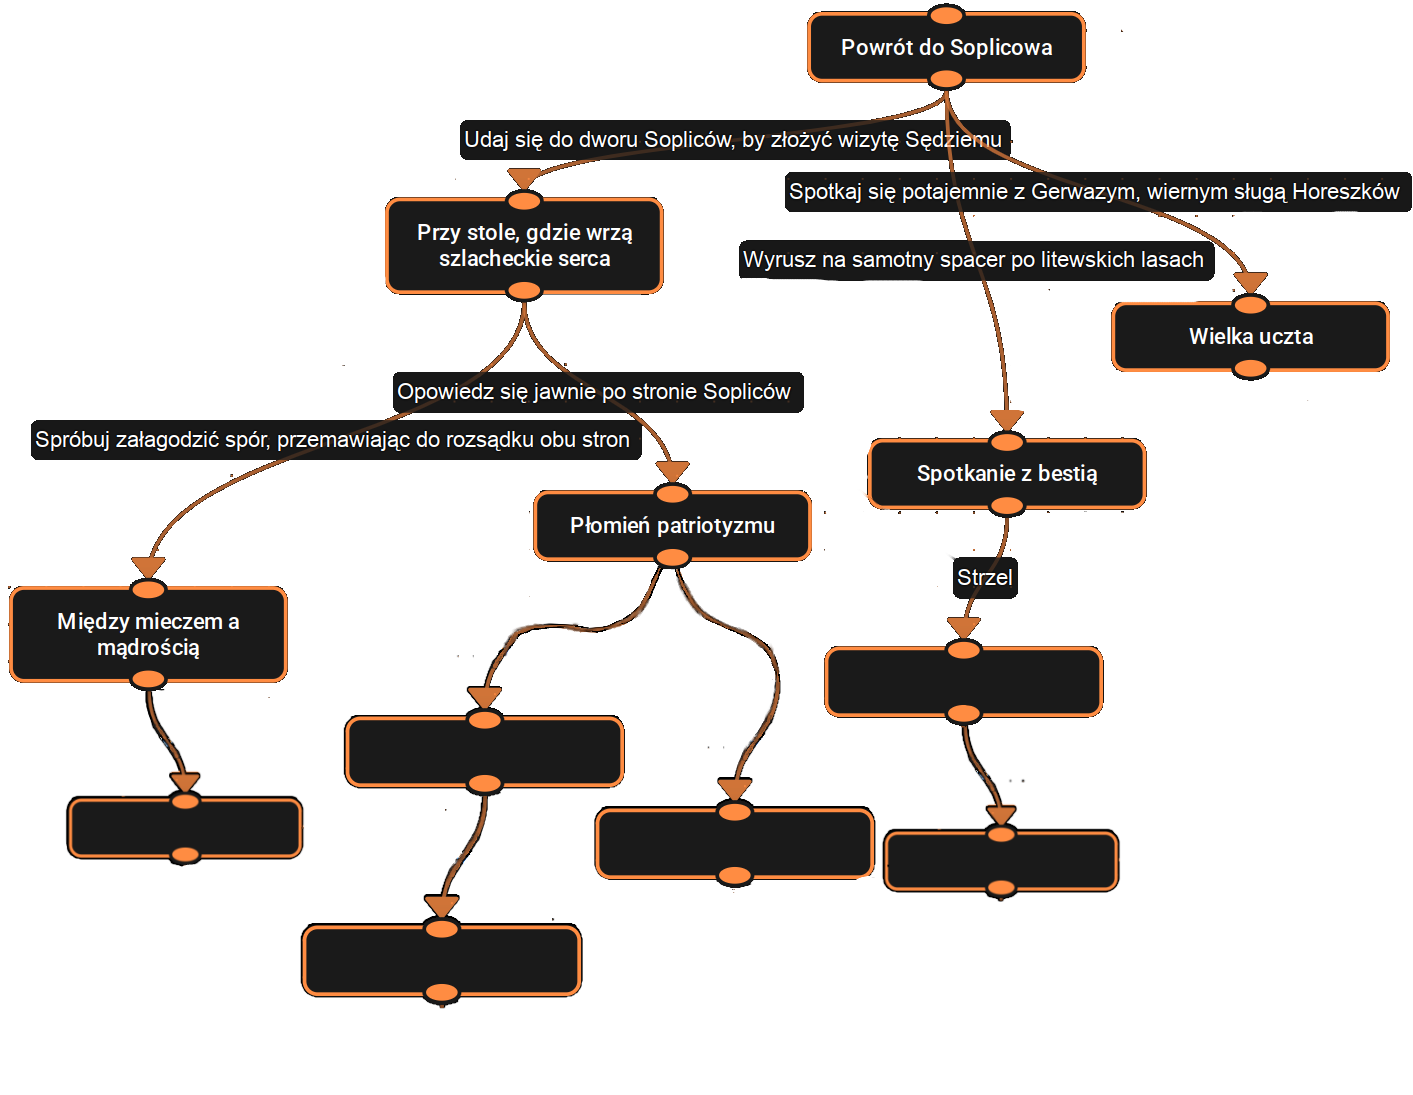 Powrót do Soplicowa
Udaj się do dworu Sopliców, by złożyć wizytę Sędziemu
Spotkaj się potajemnie z Gerwazym, wiernym sługą Horeszków
Przy stole, gdzie wrzą
szlacheckie serca
Wyrusz na samotny spacer po litewskich lasach
Wielka uczta
Opowiedz się jawnie po stronie Sopliców
Spróbuj załagodzić spór, przemawiając do rozsądku obu stron
Spotkanie z bestią
Płomień patriotyzmu
Strzel
Między mieczem a
mądrością